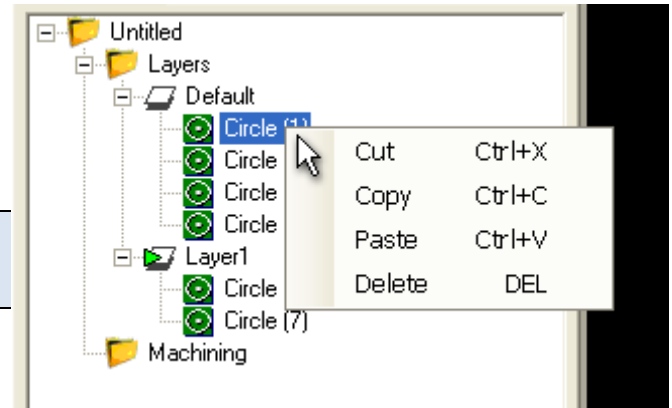 Untitled
Layers
Default
Circle (1)
Circle
Circle
Circle
Layer1
Circle
Circle (7)
Machining
Cut Ctrl+X
Copy Ctrl+C
Paste Ctrl+V
Delete DEL